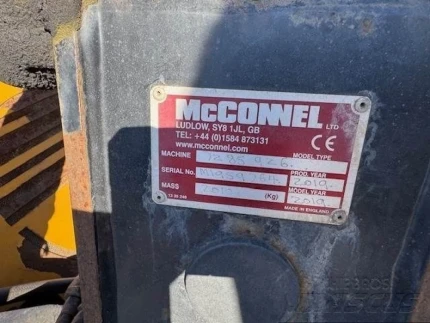 McCONNEL LTD
LUDLOW, SY8 1JL, GB
TEL: +44 (0)1584 873131
www.mcconnel.com CE
MACHINE MODEL TYPE
SERIAL No. PROD. YEAR 2019
MASS (Kg) MODEL YEAR 2019
MADE IN ENGLAND